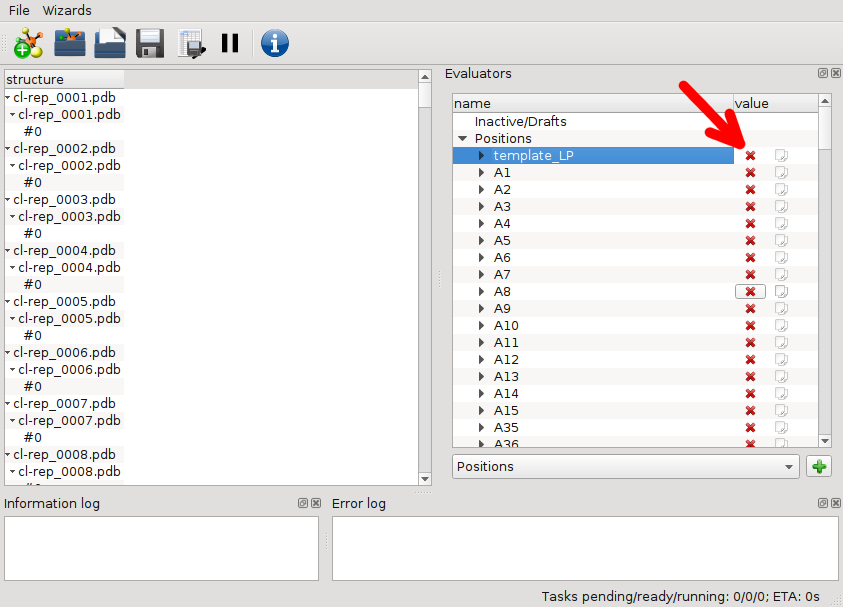 File Wizards
structure
cl-rep_0001.pdb
cl-rep_0001.pdb
#0
cl-rep_0002.pdb
cl-rep_0002.pdb
#0
cl-rep_0003.pdb
cl-rep_0003.pdb
#0
cl-rep_0004.pdb
cl-rep_0004.pdb
#0
cl-rep_0005.pdb
cl-rep_0005.pdb
#0
cl-rep_0006.pdb
cl-rep_0006.pdb
#0
cl-rep_0007.pdb
cl-rep_0007.pdb
#0
cl-rep_0008.pdb
cl-rep_0008.pdb
#0
Evaluators
name value
Inactive/Drafts
Positions
template_LP
A1
A2
A3
A4
A5
A6
A7
A8
A9
A10
A11
A12
A13
A14
A15
A35
A36
Positions
Information log
Error log
Tasks pending/ready/running: 0/0/0; ETA: 0s